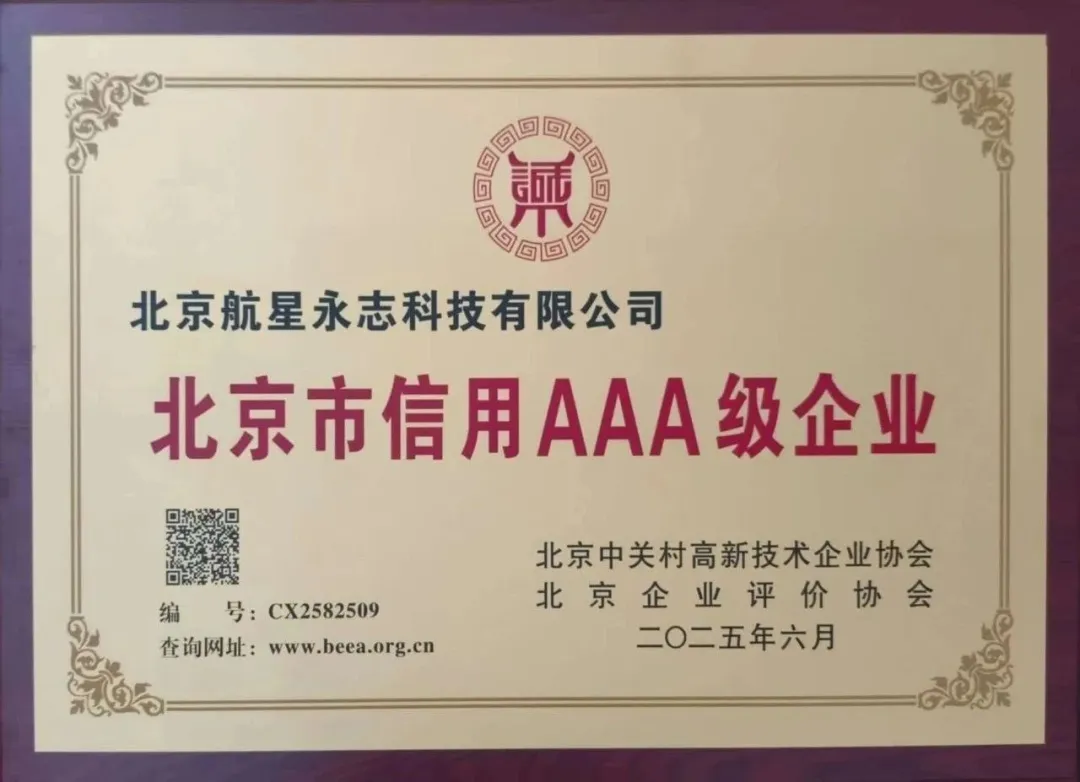 誠
北京航星永志科技有限公司
北京市信用AAA级企业
北京中关村高新技术企业协会
北京企业评价协会
二〇二五年六月
编 号：CX2582509
查询网址：www.beea.org.cn